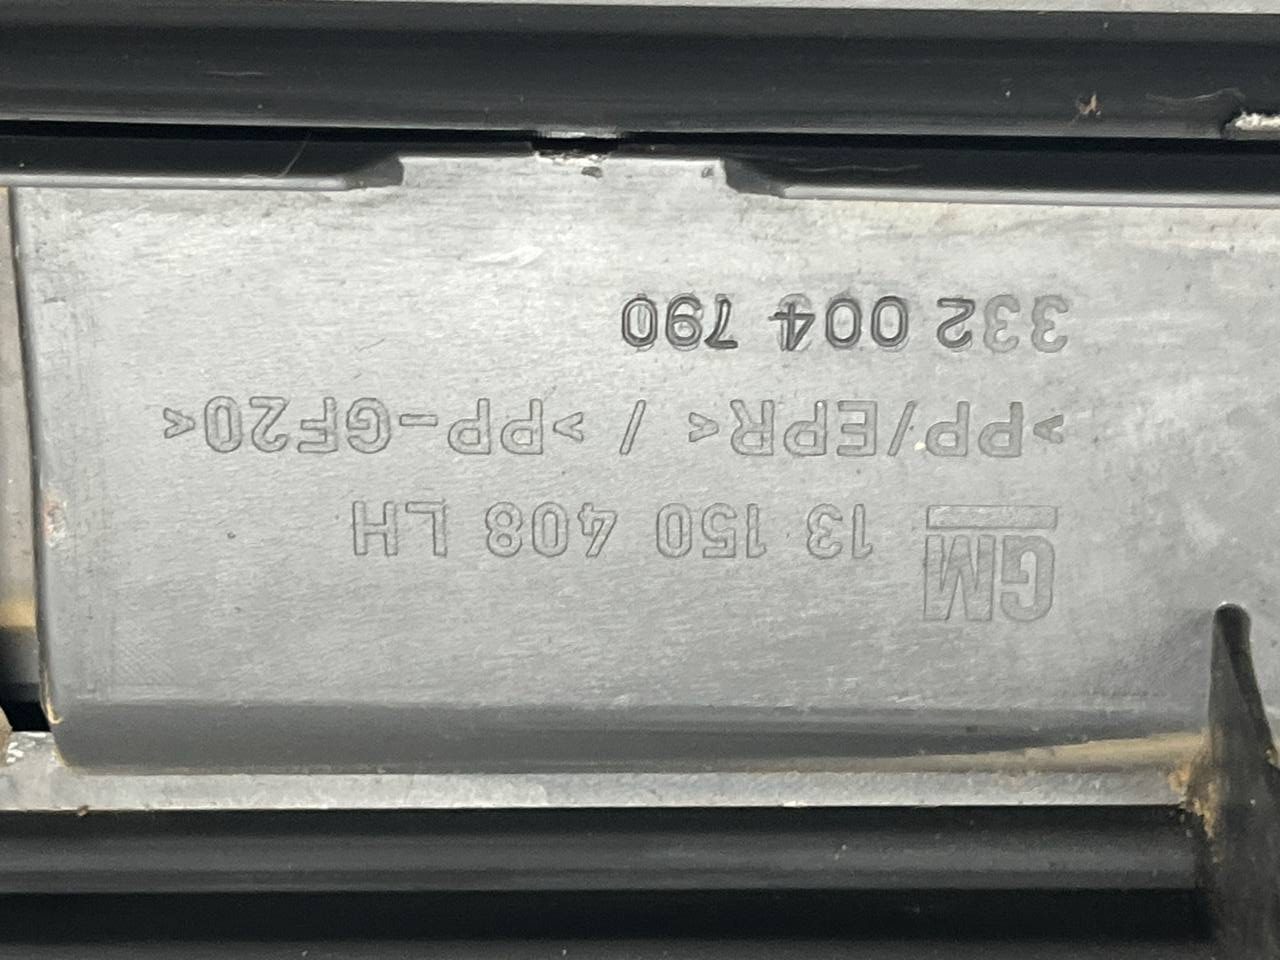 GM 13 150 408 LH
>PP/EPR< / >PP-GF20<
332 004 790